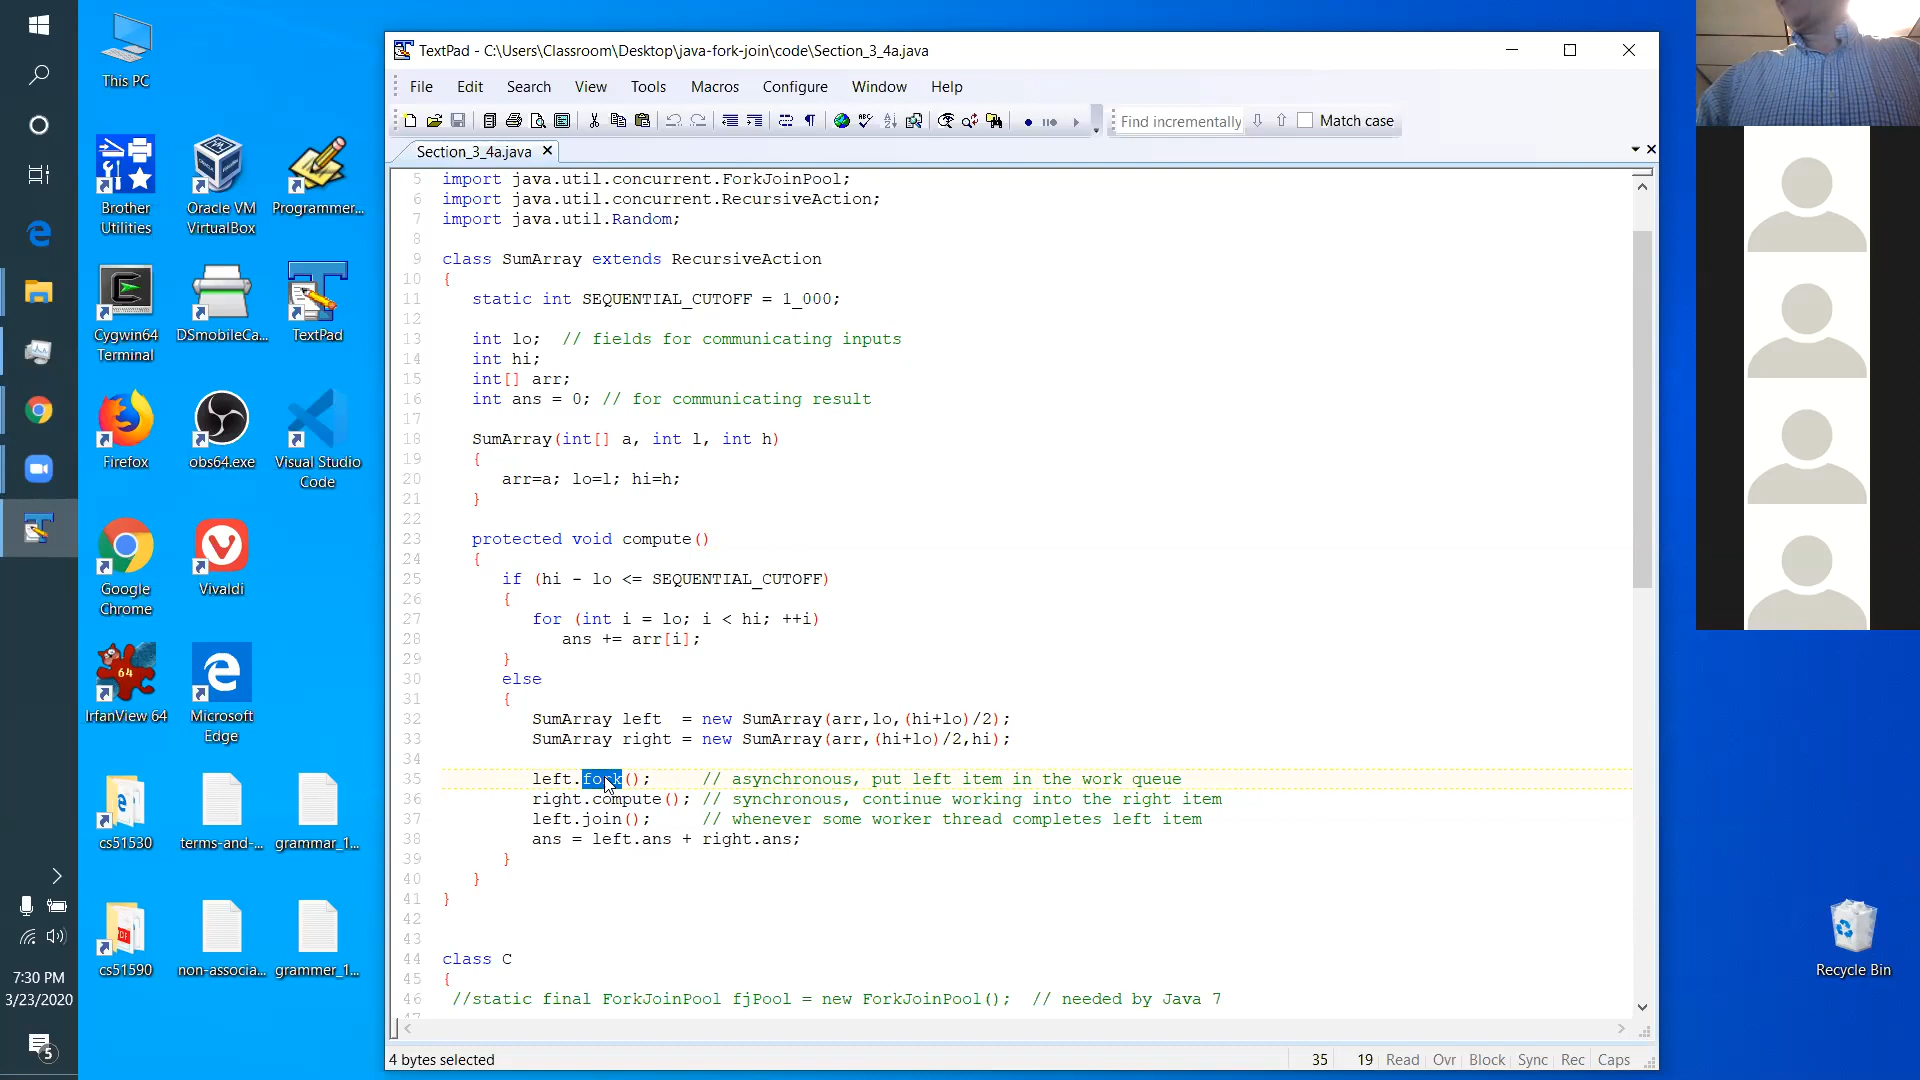 This PC
Brother Utilities
Oracle VM VirtualBox
Programmer...
Cygwin64 Terminal
DSmobileCa...
TextPad
Firefox
obs64.exe
Visual Studio Code
Google Chrome
Vivaldi
64
IrfanView 64
Microsoft Edge
cs51530
terms-and-...
grammar_1...
cs51590
non-associa...
grammer_1...
7:30 PM
3/23/2020
5
Recycle Bin
TextPad - C:\Users\Classroom\Desktop\java-fork-join\code\Section_3_4a.java
File Edit Search View Tools Macros Configure Window Help
Find incrementally Match case
Section_3_4a.java
5 import java.util.concurrent.ForkJoinPool;
6 import java.util.concurrent.RecursiveAction;
7 import java.util.Random;
8
9 class SumArray extends RecursiveAction
10 {
11 static int SEQUENTIAL_CUTOFF = 1_000;
12
13 int lo; // fields for communicating inputs
14 int hi;
15 int[] arr;
16 int ans = 0; // for communicating result
17
18 SumArray(int[] a, int l, int h)
19 {
20 arr=a; lo=l; hi=h;
21 }
22
23 protected void compute()
24 {
25 if (hi - lo <= SEQUENTIAL_CUTOFF)
26 {
27 for (int i = lo; i < hi; ++i)
28 ans += arr[i];
29 }
30 else
31 {
32 SumArray left  = new SumArray(arr,lo,(hi+lo)/2);
33 SumArray right = new SumArray(arr,(hi+lo)/2,hi);
34
35 left.fork(); // asynchronous, put left item in the work queue
36 right.compute(); // synchronous, continue working into the right item
37 left.join(); // whenever some worker thread completes left item
38 ans = left.ans + right.ans;
39 }
40 }
41 }
42
43
44 class C
45 {
46 //static final ForkJoinPool fjPool = new ForkJoinPool(); // needed by Java 7
4 bytes selected 35 19 Read Ovr Block Sync Rec Caps